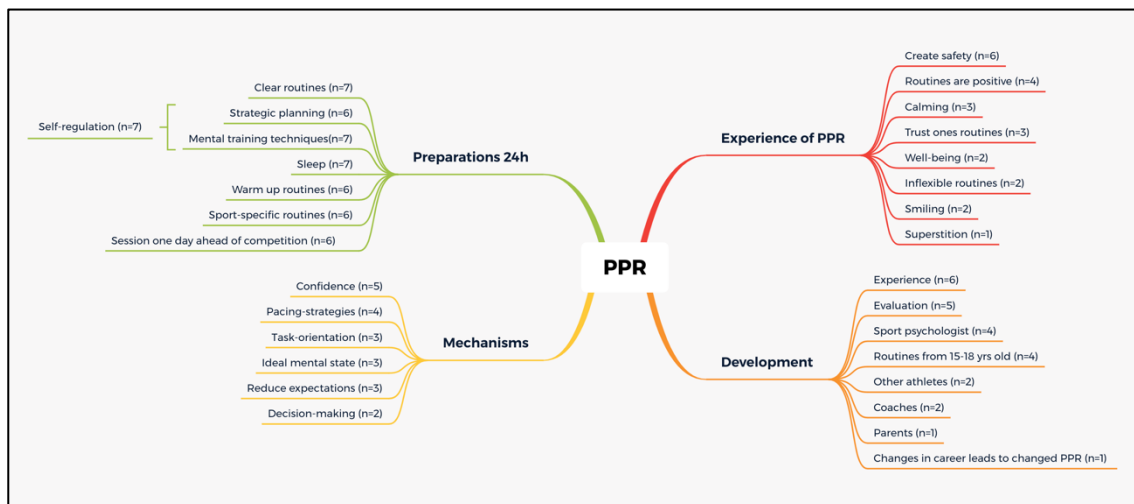 PPR
Preparations 24h
Clear routines (n=7)
Strategic planning (n=6)
Mental training techniques(n=7)
Self-regulation (n=7)
Sleep (n=7)
Warm up routines (n=6)
Sport-specific routines (n=6)
Session one day ahead of competition (n=6)
Mechanisms
Confidence (n=5)
Pacing-strategies (n=4)
Task-orientation (n=3)
Ideal mental state (n=3)
Reduce expectations (n=3)
Decision-making (n=2)
Experience of PPR
Create safety (n=6)
Routines are positive (n=4)
Calming (n=3)
Trust ones routines (n=3)
Well-being (n=2)
Inflexible routines (n=2)
Smiling (n=2)
Superstition (n=1)
Development
Experience (n=6)
Evaluation (n=5)
Sport psychologist (n=4)
Routines from 15-18 yrs old (n=4)
Other athletes (n=2)
Coaches (n=2)
Parents (n=1)
Changes in career leads to changed PPR (n=1)